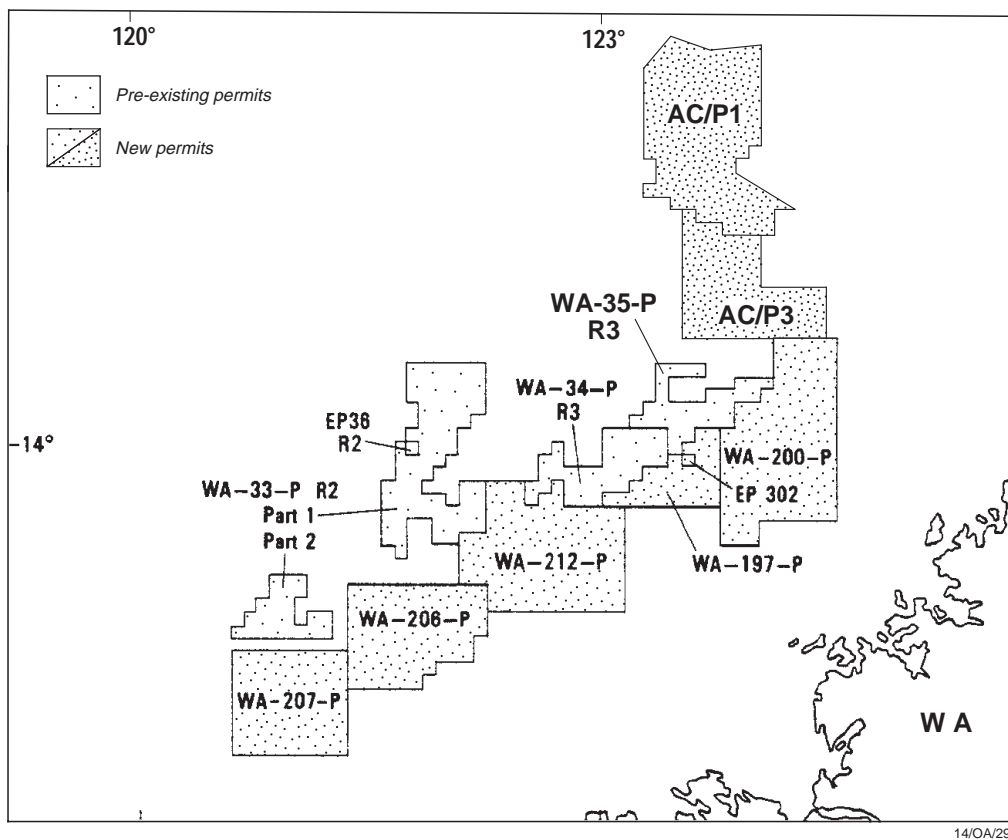 120°
123°
Pre-existing permits
New permits
AC/P1
AC/P3
WA-35-P
R3
WA-34-P
R3
EP36
R2
-14°
WA-200-P
EP 302
WA-33-P R2
Part 1
Part 2
WA-212-P
WA-197-P
WA-206-P
WA-207-P
W A
14/OA/29